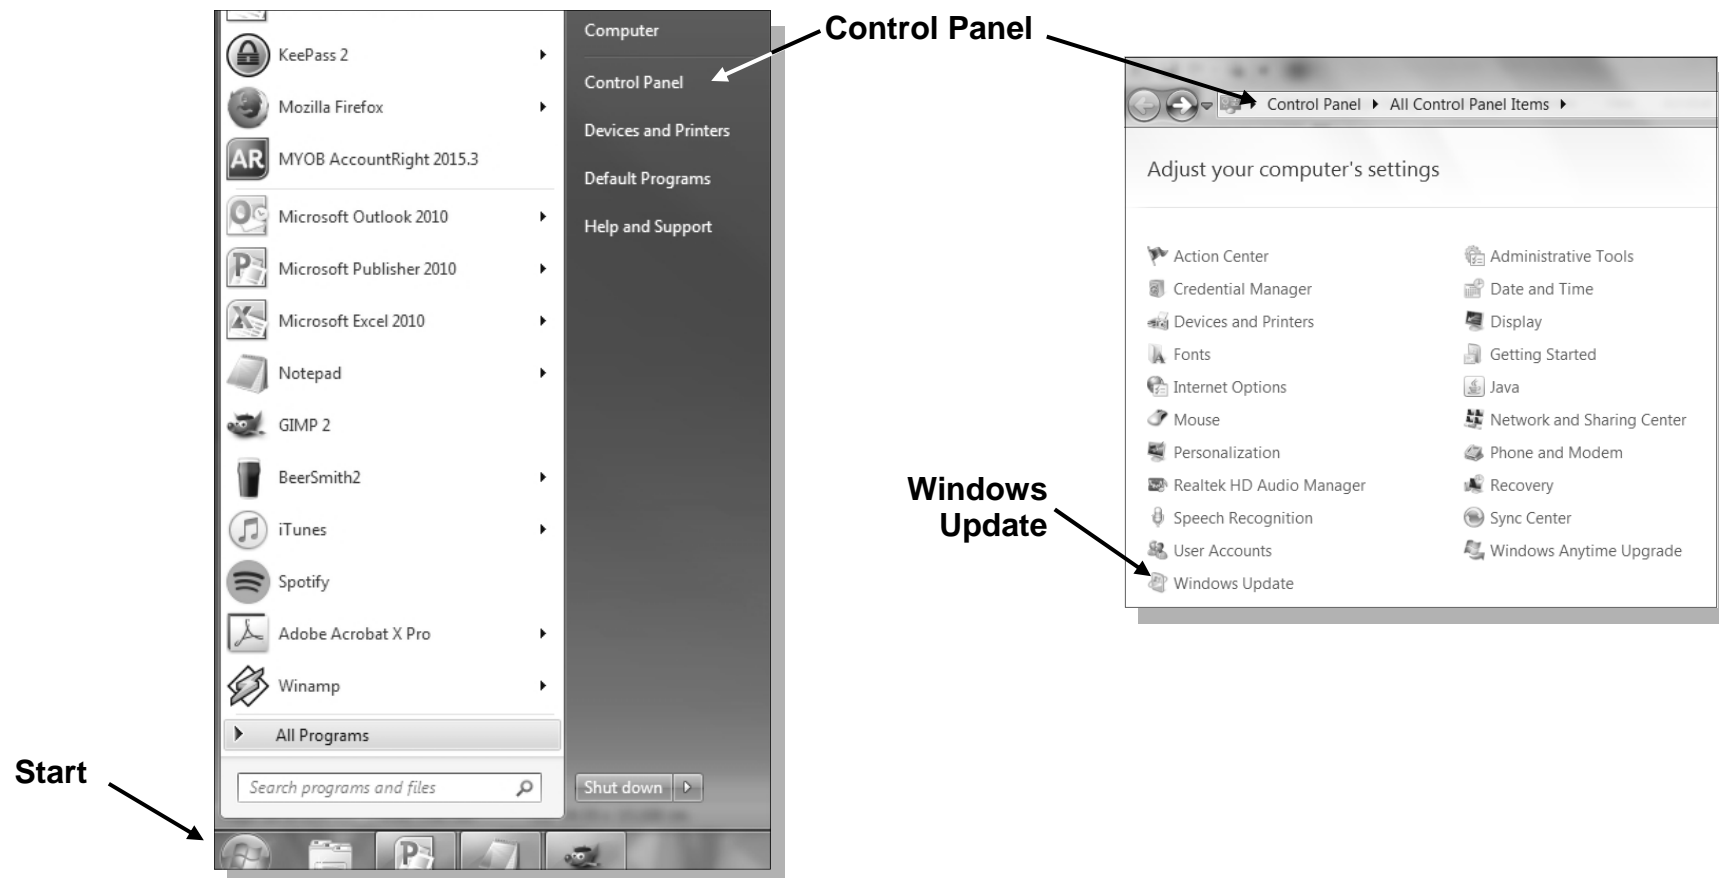 Computer
KeePass 2
Control Panel
Mozilla Firefox
Devices and Printers
MYOB AccountRight 2015.3
Default Programs
Microsoft Outlook 2010
Help and Support
Microsoft Publisher 2010
Microsoft Excel 2010
Notepad
GIMP 2
BeerSmith2
iTunes
Spotify
Adobe Acrobat X Pro
Winamp
All Programs
Search programs and files
Shut down
AR
Start
Control Panel
Control Panel All Control Panel Items
Adjust your computer's settings
Action Center
Administrative Tools
Credential Manager
Date and Time
Devices and Printers
Display
Fonts
Getting Started
Internet Options
Java
Mouse
Network and Sharing Center
Personalization
Phone and Modem
Realtek HD Audio Manager
Recovery
Speech Recognition
Sync Center
User Accounts
Windows Anytime Upgrade
Windows Update
Windows
Update